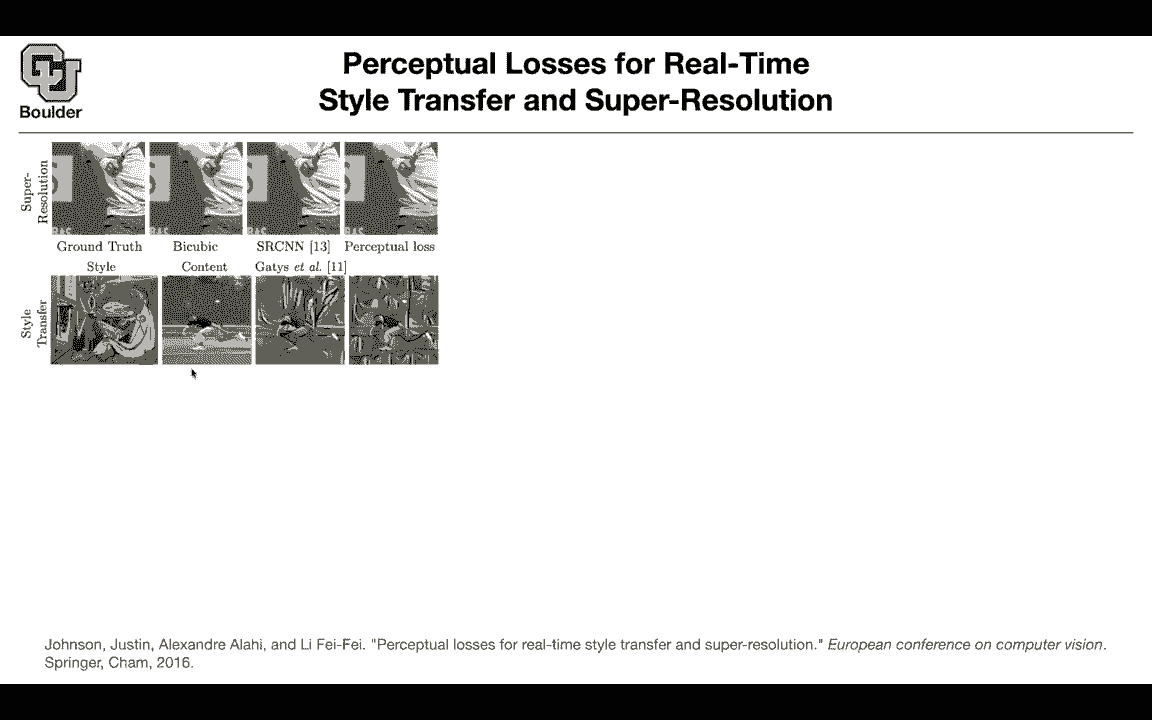 Perceptual Losses for Real-Time
Style Transfer and Super-Resolution
CU
Boulder
Super-
Resolution
Ground Truth Bicubic SRCNN [13] Perceptual loss
Style Content Gatys et al. [11]
Style
Transfer
Johnson, Justin, Alexandre Alahi, and Li Fei-Fei. "Perceptual losses for real-time style transfer and super-resolution." European conference on computer vision.
Springer, Cham, 2016.